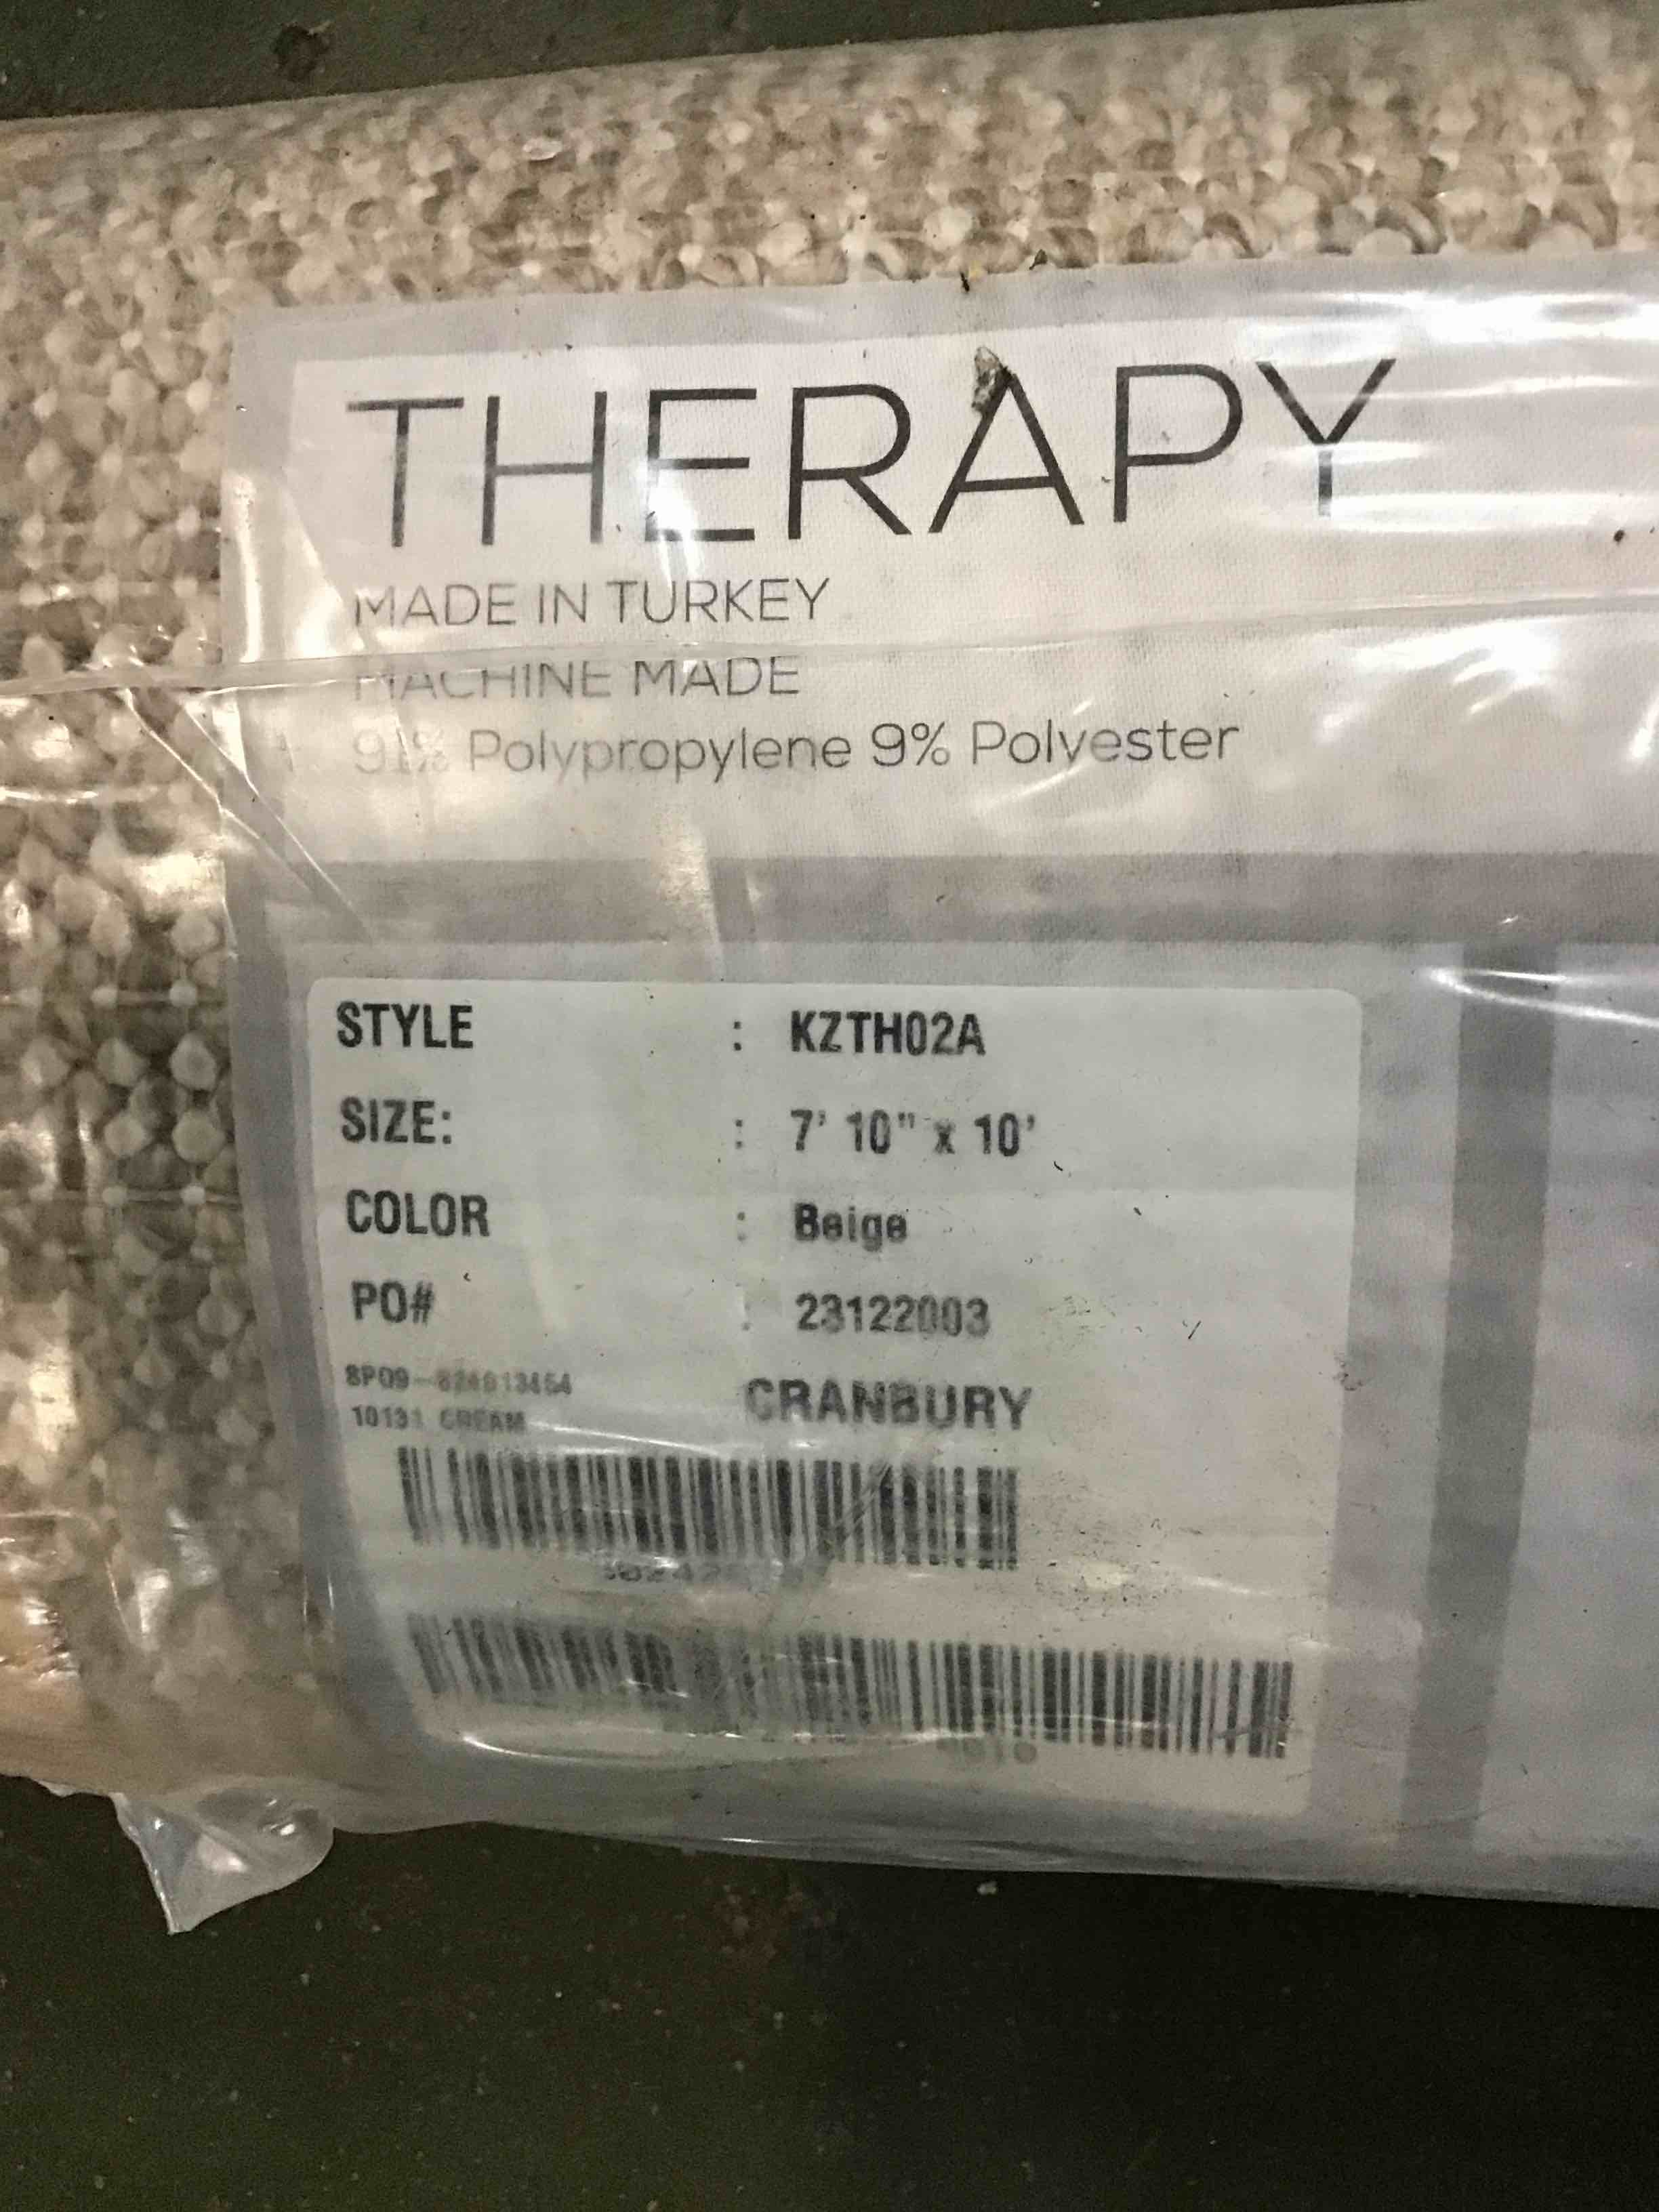 THERAPY
MADE IN TURKEY
MACHINE MADE
91% Polypropylene 9% Polyester
STYLE : KZTH02A
SIZE: : 7' 10" x 10'
COLOR : Beige
PO# : 23122003
CRANBURY
10131 CREAM